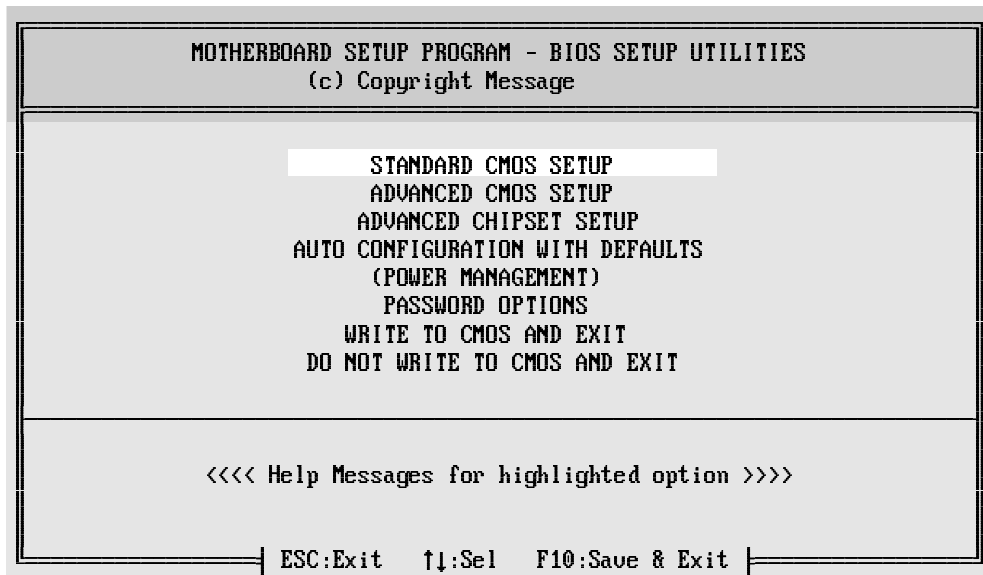 MOTHERBOARD SETUP PROGRAM - BIOS SETUP UTILITIES
(c) Copyright Message
STANDARD CMOS SETUP
ADVANCED CMOS SETUP
ADVANCED CHIPSET SETUP
AUTO CONFIGURATION WITH DEFAULTS
(POWER MANAGEMENT)
PASSWORD OPTIONS
WRITE TO CMOS AND EXIT
DO NOT WRITE TO CMOS AND EXIT
<<<< Help Messages for highlighted option >>>>
ESC:Exit ↑↓:Sel F10:Save & Exit